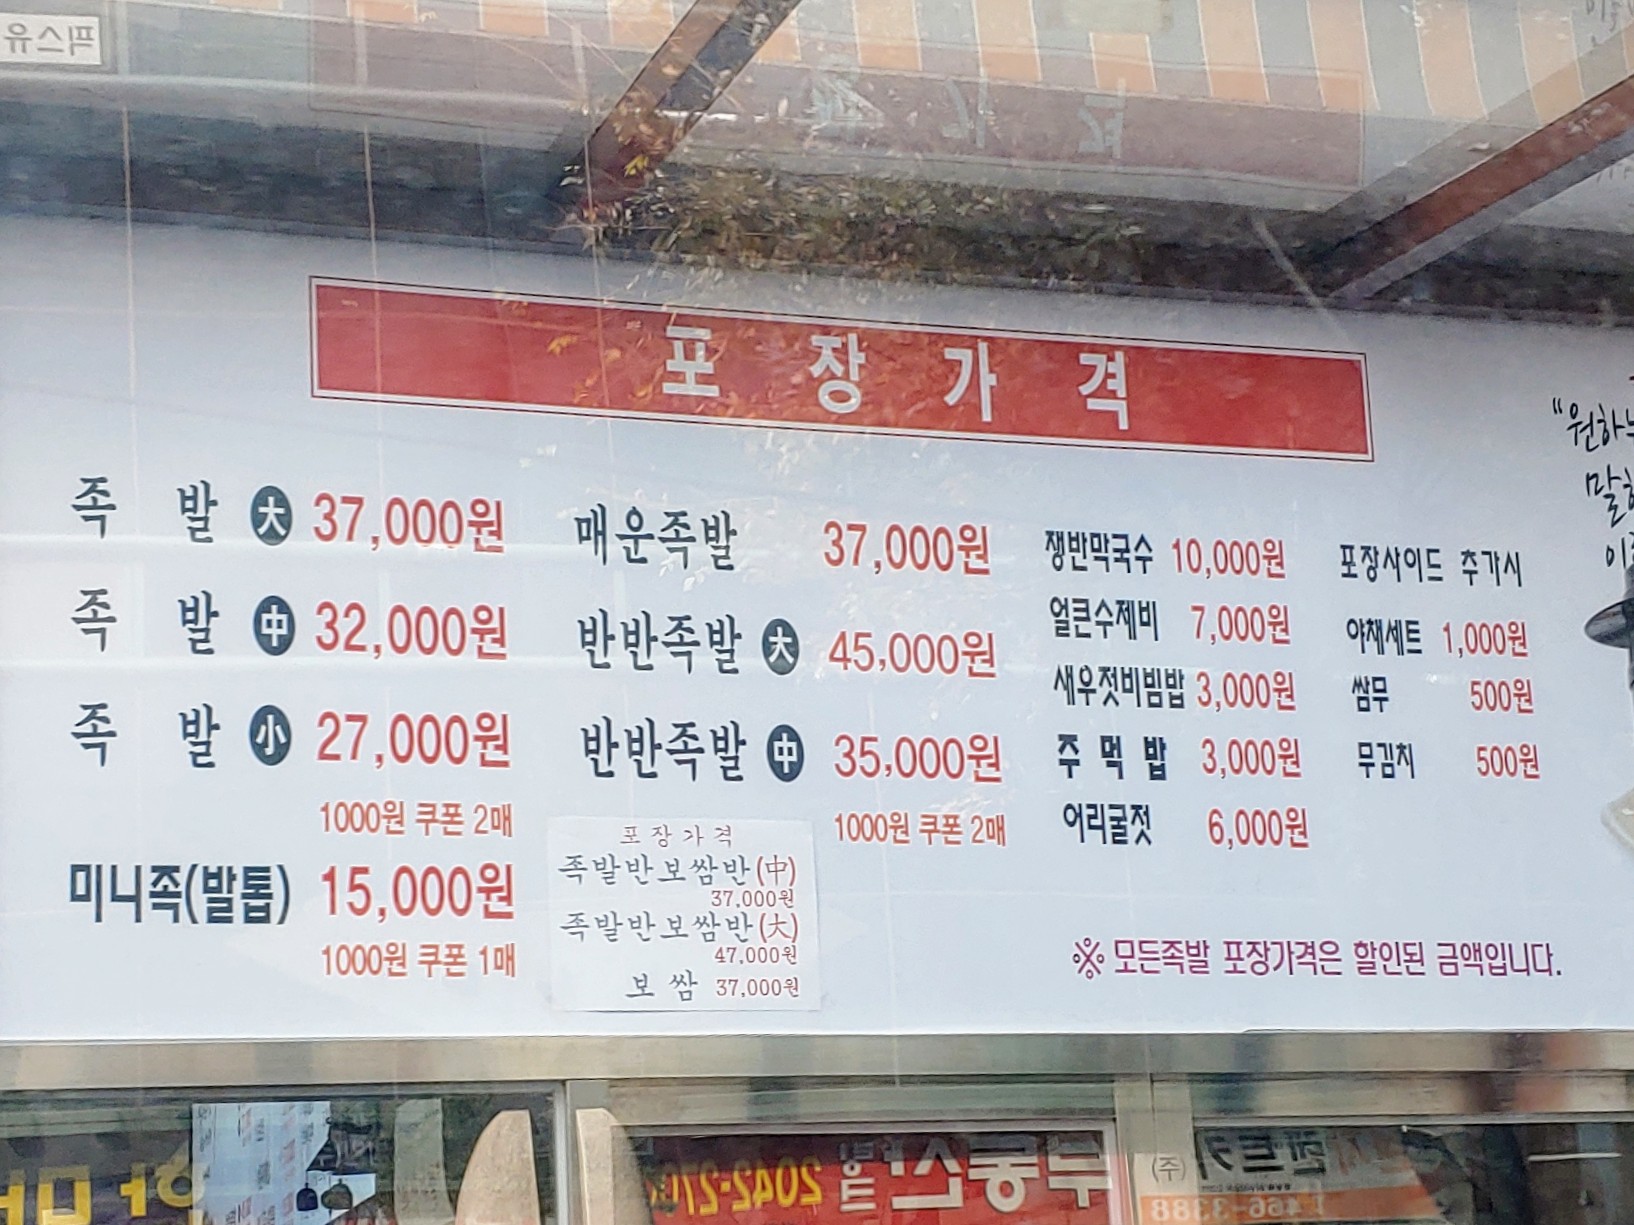 포장가격
족 발 大 37,000원
족 발 中 32,000원
족 발 小 27,000원
1000원 쿠폰 2매
미니족(발톱) 15,000원
1000원 쿠폰 1매
매운족발 37,000원
반반족발 大 45,000원
반반족발 中 35,000원
1000원 쿠폰 2매
포장가격
족발반보쌈반(中)
37,000원
족발반보쌈반(大)
47,000원
보쌈 37,000원
쟁반막국수 10,000원
얼큰수제비 7,000원
새우젓비빔밥 3,000원
주먹밥 3,000원
어리굴젓 6,000원
포장사이드 추가시
야채세트 1,000원
쌈무 500원
무김치 500원
※ 모든족발 포장가격은 할인된 금액입니다.
부동산
466-3388